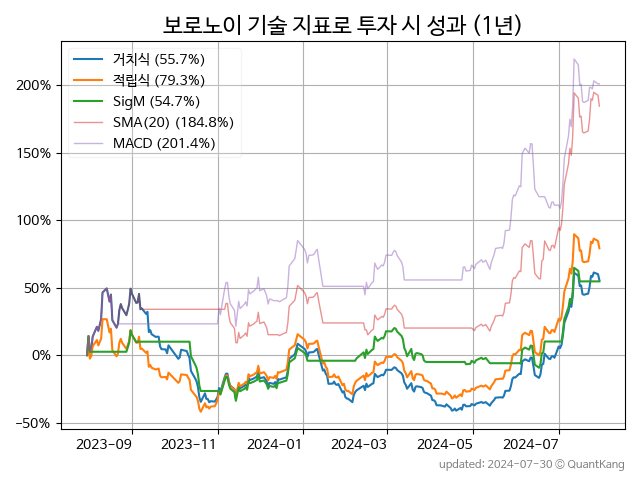 보로노이 기술 지표로 투자 시 성과 (1년)
거치식 (55.7%)
적립식 (79.3%)
SigM (54.7%)
SMA(20) (184.8%)
MACD (201.4%)
200%
150%
100%
50%
0%
−50%
2023-09 2023-11 2024-01 2024-03 2024-05 2024-07
updated: 2024-07-30 © QuantKang